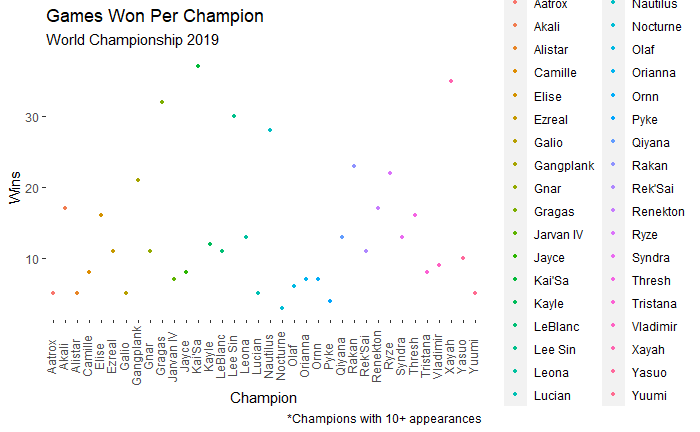 Games Won Per Champion
World Championship 2019
Wins
30
20
10
Aatrox
Akali
Alistar
Camille
Elise
Ezreal
Galio
Gangplank
Gnar
Gragas
Jarvan IV
Jayce
Kai'Sa
Kayle
LeBlanc
Lee Sin
Leona
Lucian
Nautilus
Nocturne
Olaf
Orianna
Ornn
Pyke
Qiyana
Rakan
Rek'Sai
Renekton
Ryze
Syndra
Thresh
Tristana
Vladimir
Xayah
Yasuo
Yuumi
Champion
*Champions with 10+ appearances
Aatrox
Akali
Alistar
Camille
Elise
Ezreal
Galio
Gangplank
Gnar
Gragas
Jarvan IV
Jayce
Kai'Sa
Kayle
LeBlanc
Lee Sin
Leona
Lucian
Nautilus
Nocturne
Olaf
Orianna
Ornn
Pyke
Qiyana
Rakan
Rek'Sai
Renekton
Ryze
Syndra
Thresh
Tristana
Vladimir
Xayah
Yasuo
Yuumi